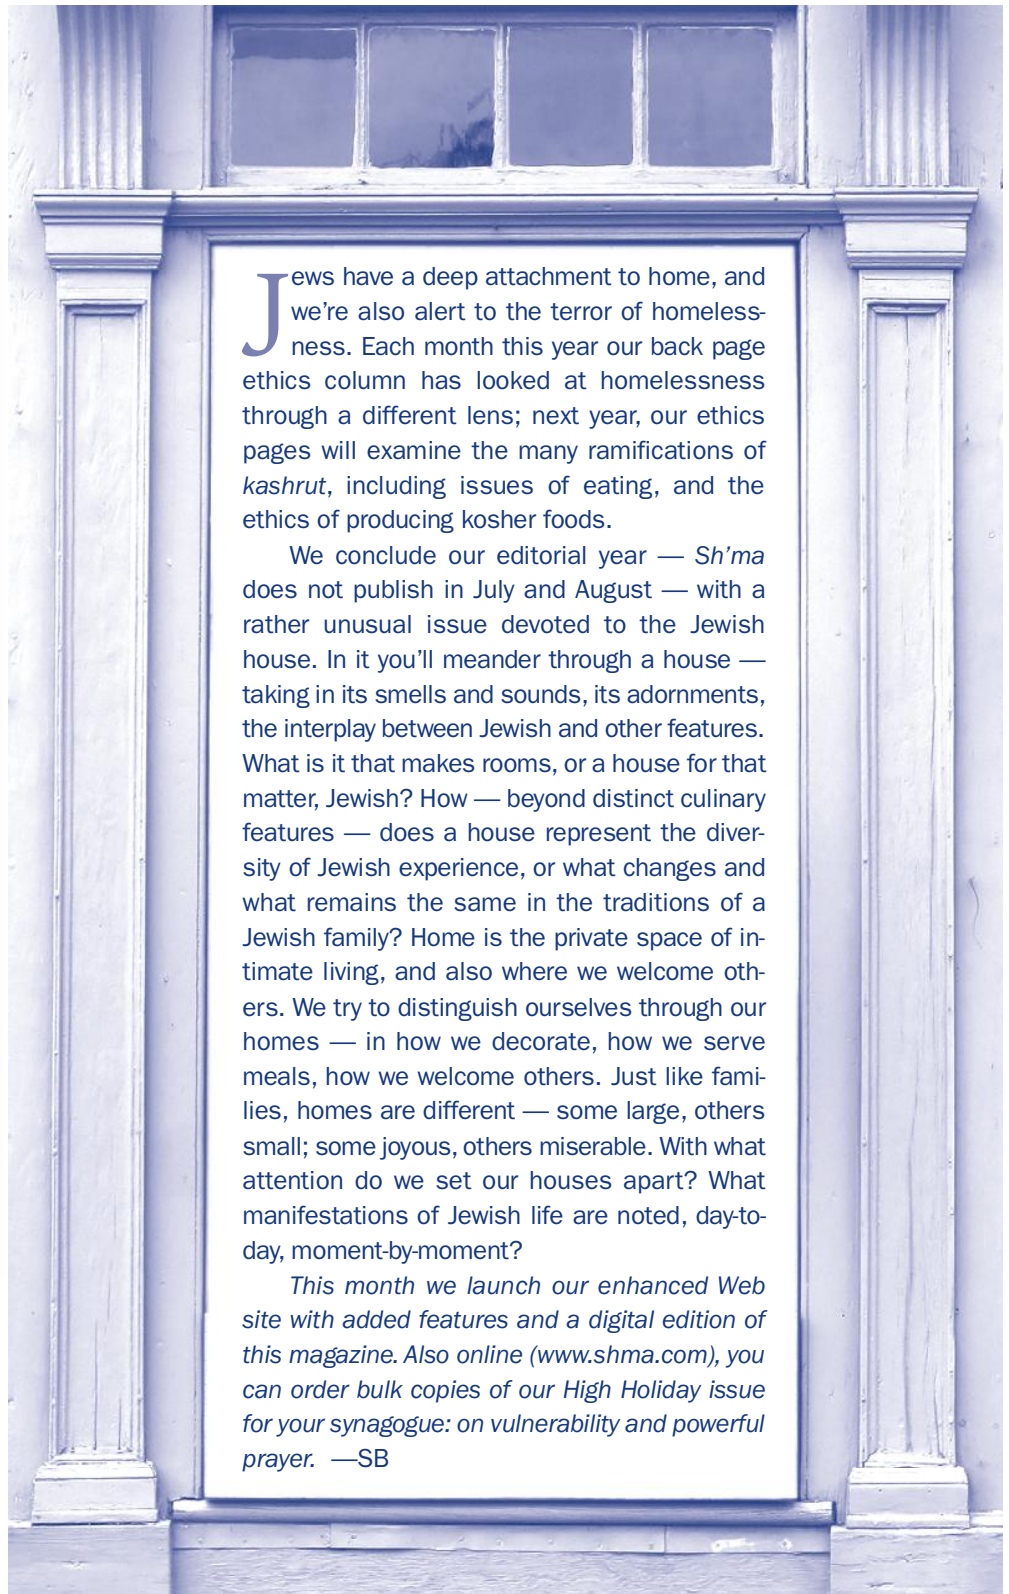 Jews have a deep attachment to home, and
we're also alert to the terror of homeless-
ness. Each month this year our back page
ethics column has looked at homelessness
through a different lens; next year, our ethics
pages will examine the many ramifications of
kashrut, including issues of eating, and the
ethics of producing kosher foods.
We conclude our editorial year — Sh'ma
does not publish in July and August — with a
rather unusual issue devoted to the Jewish
house. In it you'll meander through a house —
taking in its smells and sounds, its adornments,
the interplay between Jewish and other features.
What is it that makes rooms, or a house for that
matter, Jewish? How — beyond distinct culinary
features — does a house represent the diver-
sity of Jewish experience, or what changes and
what remains the same in the traditions of a
Jewish family? Home is the private space of in-
timate living, and also where we welcome oth-
ers. We try to distinguish ourselves through our
homes — in how we decorate, how we serve
meals, how we welcome others. Just like fami-
lies, homes are different — some large, others
small; some joyous, others miserable. With what
attention do we set our houses apart? What
manifestations of Jewish life are noted, day-to-
day, moment-by-moment?
This month we launch our enhanced Web
site with added features and a digital edition of
this magazine. Also online (www.shma.com), you
can order bulk copies of our High Holiday issue
for your synagogue: on vulnerability and powerful
prayer. —SB